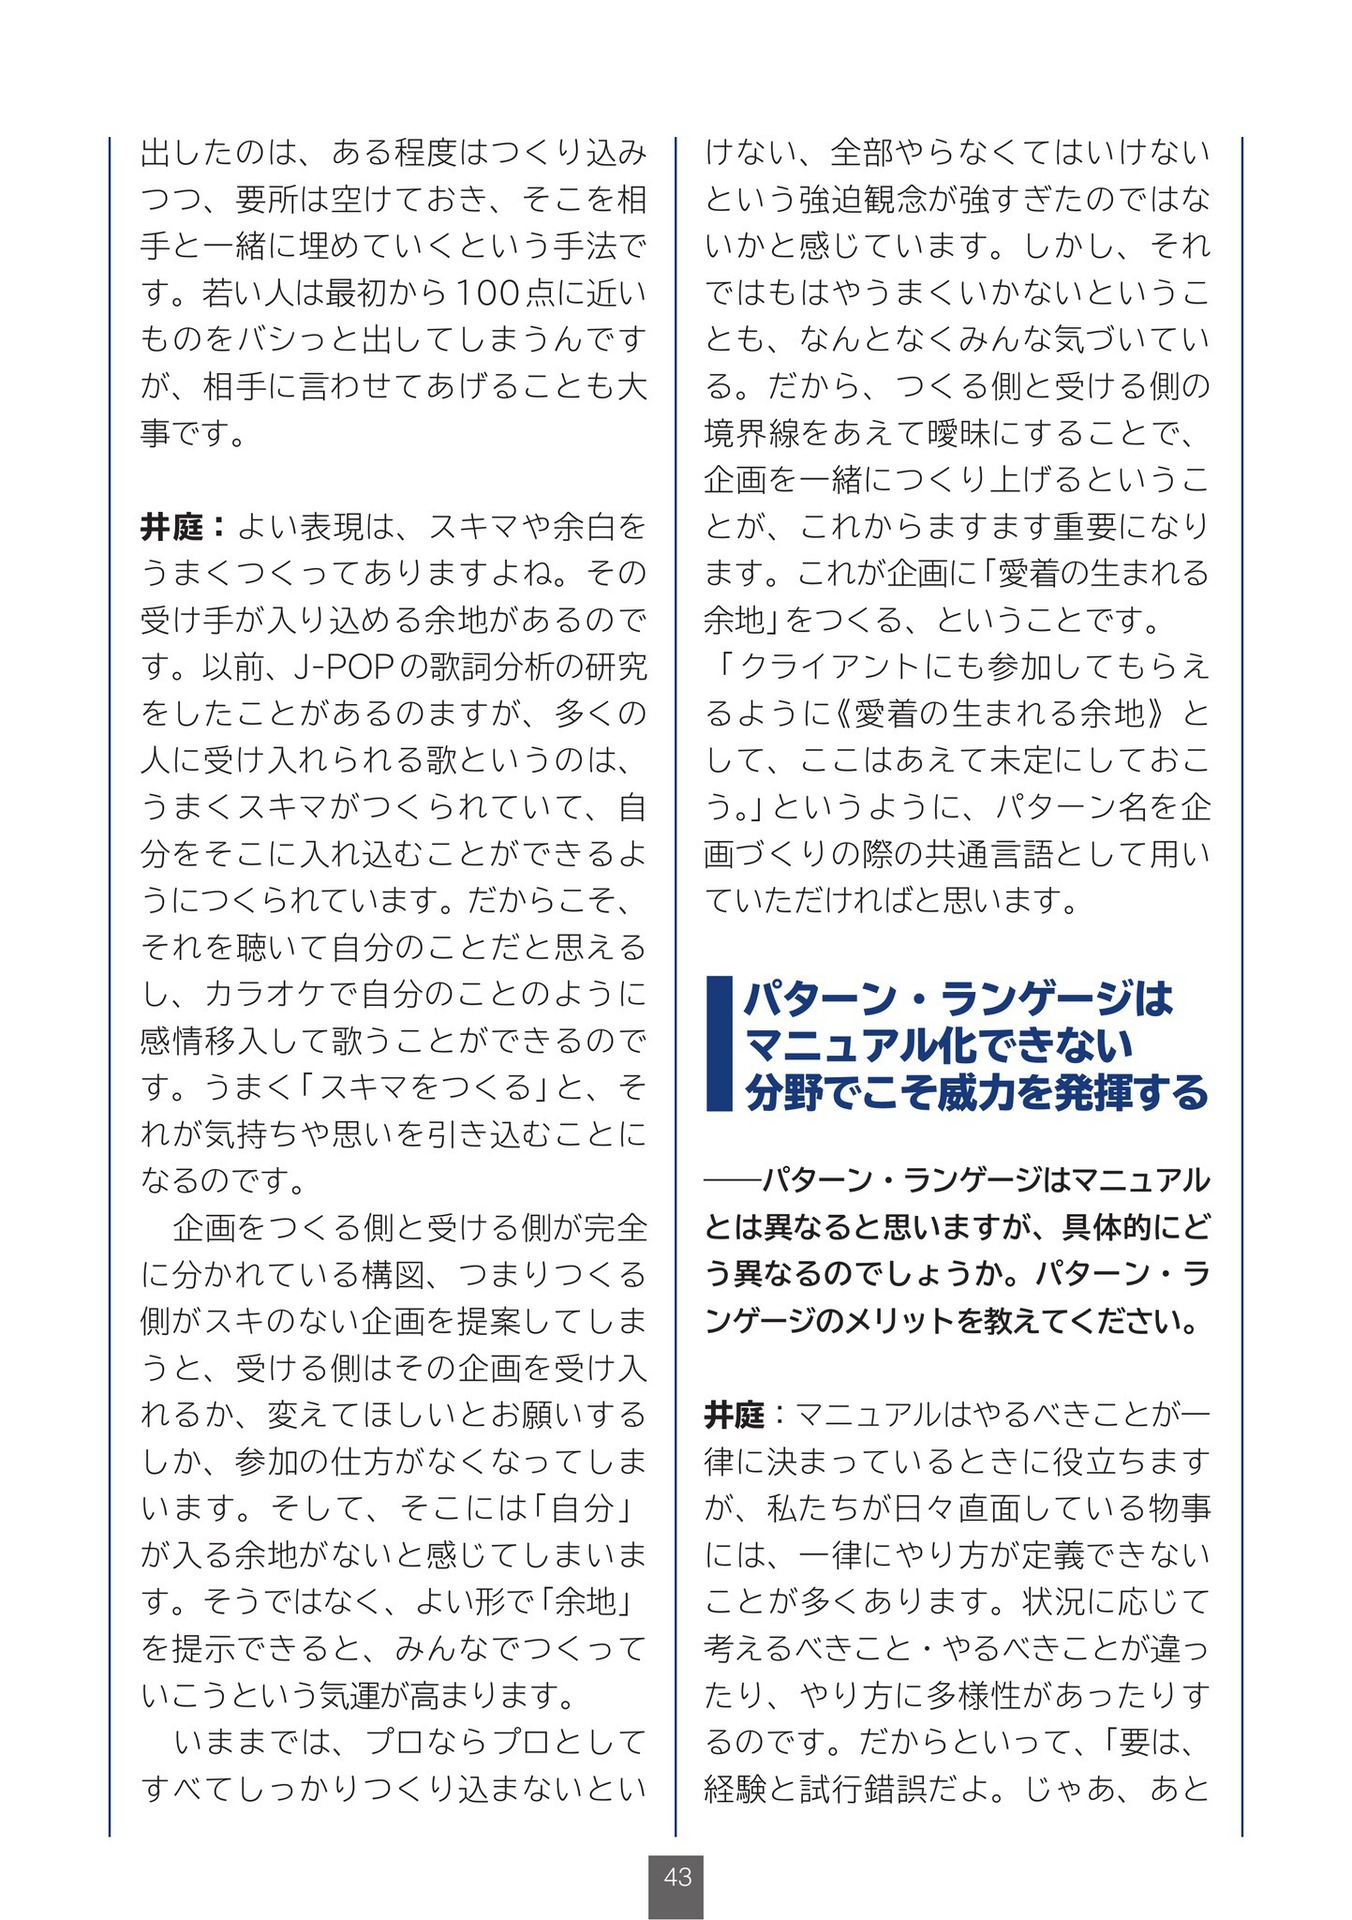 出したのは、ある程度はつくり込み
つつ、要所は空けておき、そこを相
手と一緒に埋めていくという手法で
す。若い人は最初から100点に近い
ものをバシっと出してしまうんです
が、相手に言わせてあげることも大
事です。
井庭：よい表現は、スキマや余白を
うまくつくってありますよね。その
受け手が入り込める余地があるので
す。以前、J-POPの歌詞分析の研究
をしたことがあるのますが、多くの
人に受け入れられる歌というのは、
うまくスキマがつくられていて、自
分をそこに入れ込むことができるよ
うにつくられています。だからこそ、
それを聴いて自分のことだと思える
し、カラオケで自分のことのように
感情移入して歌うことができるので
す。うまく「スキマをつくる」と、そ
れが気持ちや思いを引き込むことに
なるのです。
　企画をつくる側と受ける側が完全
に分かれている構図、つまりつくる
側がスキのない企画を提案してしま
うと、受ける側はその企画を受け入
れるか、変えてほしいとお願いする
しか、参加の仕方がなくなってしま
います。そして、そこには「自分」
が入る余地がないと感じてしまいま
す。そうではなく、よい形で「余地」
を提示できると、みんなでつくって
いこうという気運が高まります。
　いままでは、プロならプロとして
すべてしっかりつくり込まないとい
けない、全部やらなくてはいけない
という強迫観念が強すぎたのではな
いかと感じています。しかし、それ
ではもはやうまくいかないというこ
とも、なんとなくみんな気づいてい
る。だから、つくる側と受ける側の
境界線をあえて曖昧にすることで、
企画を一緒につくり上げるというこ
とが、これからますます重要になり
ます。これが企画に「愛着の生まれる
余地」をつくる、ということです。
「クライアントにも参加してもらえ
るように《愛着の生まれる余地》と
して、ここはあえて未定にしておこ
う。」というように、パターン名を企
画づくりの際の共通言語として用い
ていただければと思います。
パターン・ランゲージは
マニュアル化できない
分野でこそ威力を発揮する
――パターン・ランゲージはマニュアル
とは異なると思いますが、具体的にど
う異なるのでしょうか。パターン・ラ
ンゲージのメリットを教えてください。
井庭：マニュアルはやるべきことが一
律に決まっているときに役立ちます
が、私たちが日々直面している物事
には、一律にやり方が定義できない
ことが多くあります。状況に応じて
考えるべきこと・やるべきことが違っ
たり、やり方に多様性があったりす
るのです。だからといって、「要は、
経験と試行錯誤だよ。じゃあ、あと
43